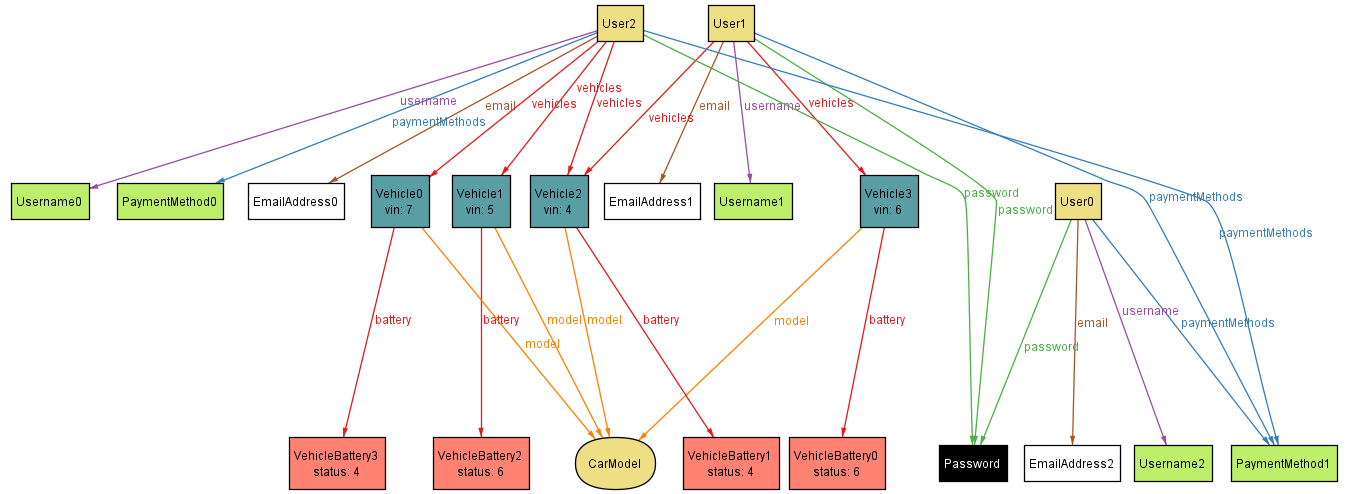 User2
User1
vehicles
username
email
vehicles
vehicles
vehicles
email
username
vehicles
paymentMethods
vehicles
Username0
PaymentMethod0
EmailAddress0
Vehicle0
vin: 7
Vehicle1
vin: 5
Vehicle2
vin: 4
EmailAddress1
Username1
Vehicle3
vin: 6
password
password
User0
paymentMethods
paymentMethods
battery
model
battery
model
model
battery
model
battery
password
email
username
paymentMethods
VehicleBattery3
status: 4
VehicleBattery2
status: 6
CarModel
VehicleBattery1
status: 4
VehicleBattery0
status: 6
Password
EmailAddress2
Username2
PaymentMethod1